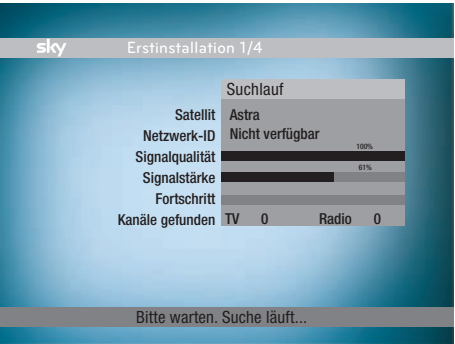 sky Erstinstallation 1/4
Suchlauf
Satellit Astra
Netzwerk-ID Nicht verfügbar
100%
Signalqualität
61%
Signalstärke
Fortschritt
Kanäle gefunden TV 0 Radio 0
Bitte warten. Suche läuft...